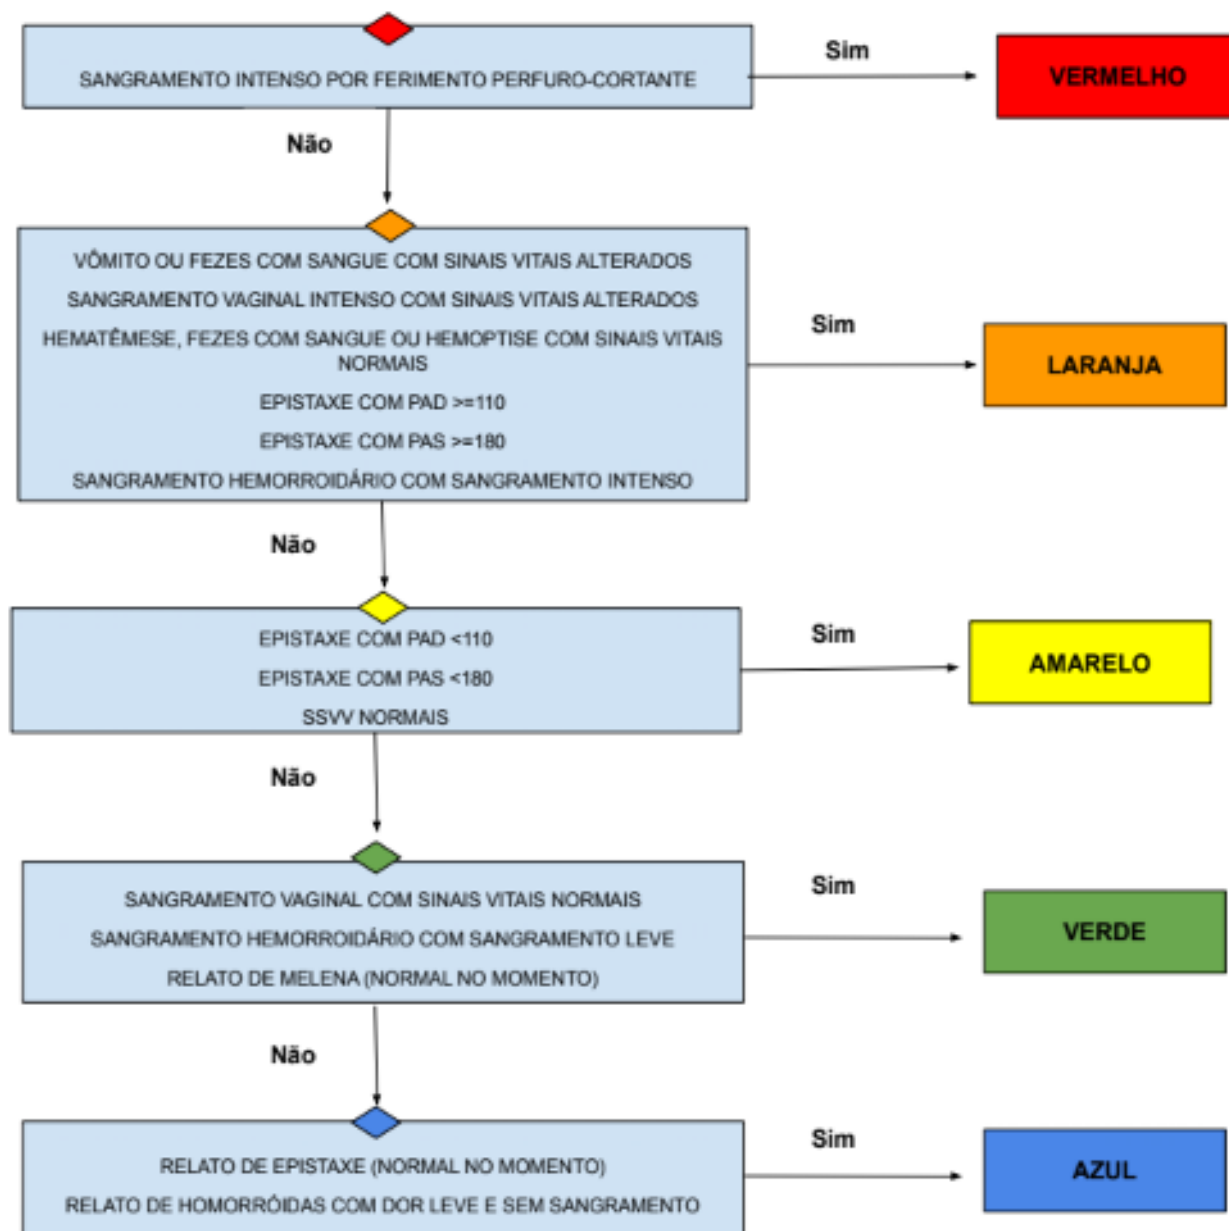 SANGRAMENTO INTENSO POR FERIMENTO PERFURO-CORTANTE
Sim
VERMELHO
Não
VÔMITO OU FEZES COM SANGUE COM SINAIS VITAIS ALTERADOS
SANGRAMENTO VAGINAL INTENSO COM SINAIS VITAIS ALTERADOS
HEMATÊMESE, FEZES COM SANGUE OU HEMOPTISE COM SINAIS VITAIS
NORMAIS
EPISTAXE COM PAD >=110
EPISTAXE COM PAS >=180
SANGRAMENTO HEMORROIDÁRIO COM SANGRAMENTO INTENSO
Sim
LARANJA
Não
EPISTAXE COM PAD <110
EPISTAXE COM PAS <180
SSVV NORMAIS
Sim
AMARELO
Não
SANGRAMENTO VAGINAL COM SINAIS VITAIS NORMAIS
SANGRAMENTO HEMORROIDÁRIO COM SANGRAMENTO LEVE
RELATO DE MELENA (NORMAL NO MOMENTO)
Sim
VERDE
Não
RELATO DE EPISTAXE (NORMAL NO MOMENTO)
RELATO DE HOMORRÓIDAS COM DOR LEVE E SEM SANGRAMENTO
Sim
AZUL